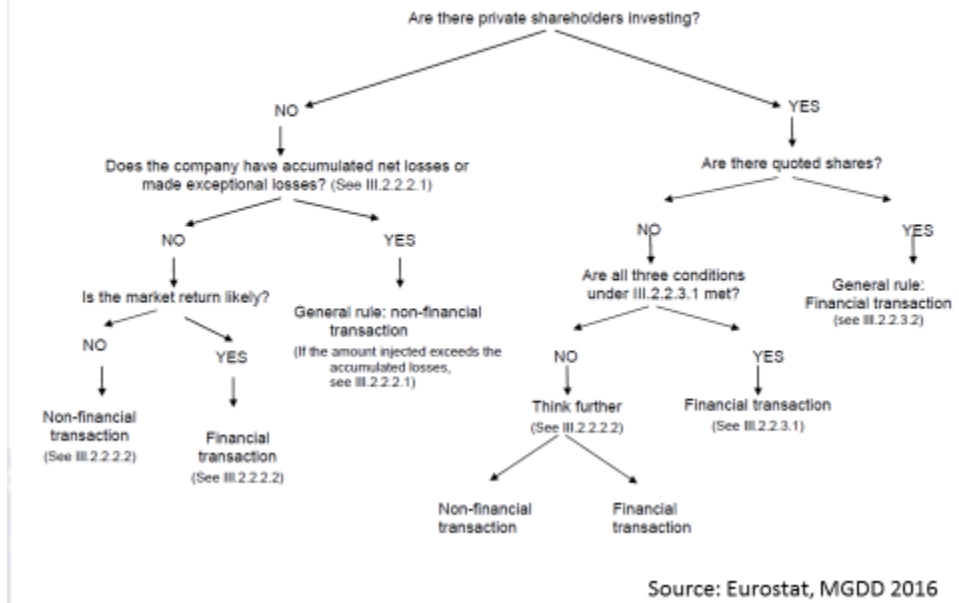 Are there private shareholders investing?
NO
YES
Does the company have accumulated net losses or
made exceptional losses? (See III.2.2.2.1)
Are there quoted shares?
NO
YES
NO
YES
Is the market return likely?
General rule: non-financial
transaction
(If the amount injected exceeds the
accumulated losses,
see III.2.2.2.1)
Are all three conditions
under III.2.2.3.1 met?
General rule:
Financial transaction
(see III.2.2.3.2)
NO
YES
NO
YES
Non-financial
transaction
(See III.2.2.2.2)
Financial
transaction
(See III.2.2.2.2)
Think further
(See III.2.2.2.2)
Financial transaction
(See III.2.2.3.1)
Non-financial
transaction
Financial
transaction
Source: Eurostat, MGDD 2016